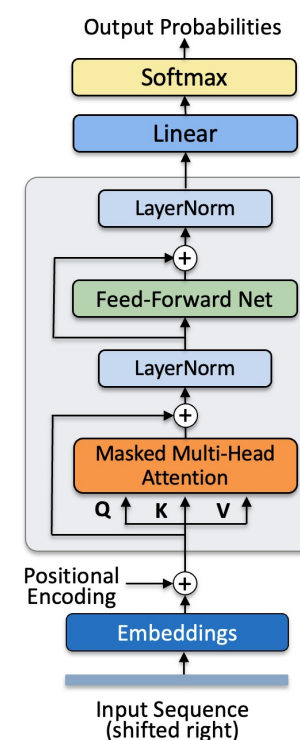 Output Probabilities
Softmax
Linear
LayerNorm
+
Feed-Forward Net
LayerNorm
+
Masked Multi-Head
Attention
Q K V
Positional
Encoding
+
Embeddings
Input Sequence
(shifted right)